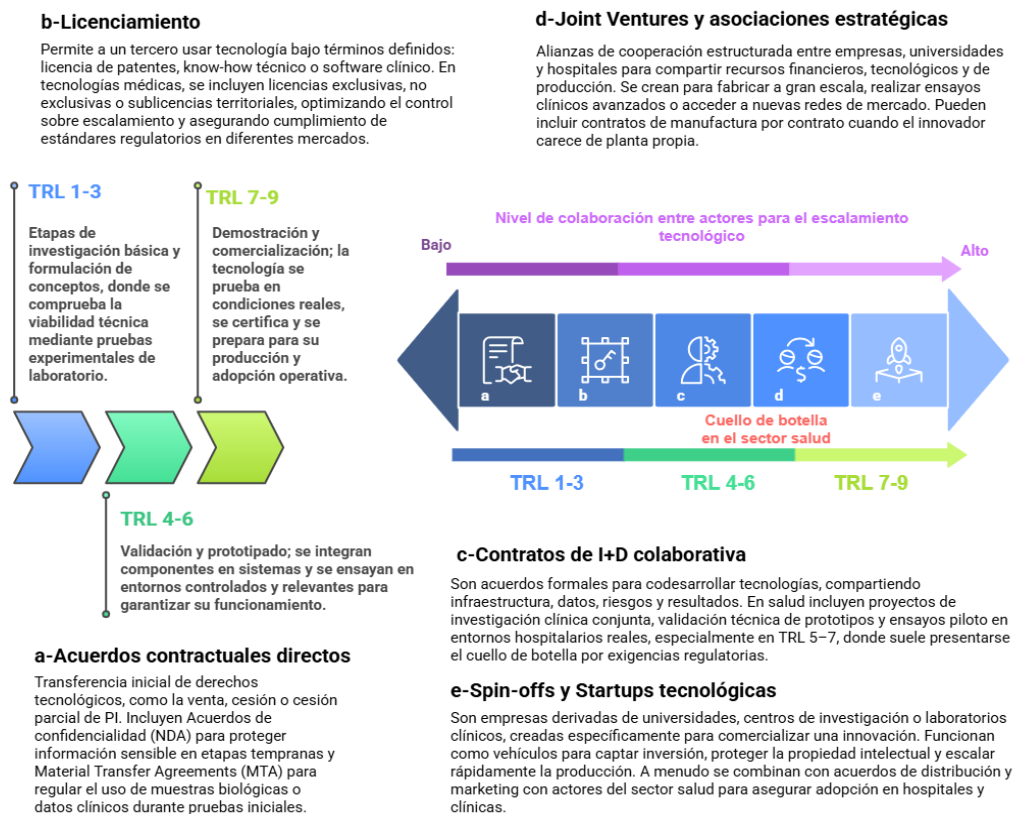 b-Licenciamiento
Permite a un tercero usar tecnología bajo términos definidos:
licencia de patentes, know-how técnico o software clínico. En
tecnologías médicas, se incluyen licencias exclusivas, no
exclusivas o sublicencias territoriales, optimizando el control
sobre escalamiento y asegurando cumplimiento de
estándares regulatorios en diferentes mercados.
d-Joint Ventures y asociaciones estratégicas
Alianzas de cooperación estructurada entre empresas, universidades
y hospitales para compartir recursos financieros, tecnológicos y de
producción. Se crean para fabricar a gran escala, realizar ensayos
clínicos avanzados o acceder a nuevas redes de mercado. Pueden
incluir contratos de manufactura por contrato cuando el innovador
carece de planta propia.
TRL 1-3
Etapas de
investigación básica y
formulación de
conceptos, donde se
comprueba la
viabilidad técnica
mediante pruebas
experimentales de
laboratorio.
TRL 7-9
Demostración y
comercialización; la
tecnología se
prueba en
condiciones reales,
se certifica y se
prepara para su
producción y
adopción operativa.
TRL 4-6
Validación y prototipado; se integran
componentes en sistemas y se ensayan en
entornos controlados y relevantes para
garantizar su funcionamiento.
Nivel de colaboración entre actores para el escalamiento
tecnológico
Bajo
Alto
a
b
c
d
e
Cuello de botella
en el sector salud
TRL 1-3
TRL 4-6
TRL 7-9
a-Acuerdos contractuales directos
Transferencia inicial de derechos
tecnológicos, como la venta, cesión o cesión
parcial de PI. Incluyen Acuerdos de
confidencialidad (NDA) para proteger
información sensible en etapas tempranas y
Material Transfer Agreements (MTA) para
regular el uso de muestras biológicas o
datos clínicos durante pruebas iniciales.
c-Contratos de I+D colaborativa
Son acuerdos formales para codesarrollar tecnologías, compartiendo
infraestructura, datos, riesgos y resultados. En salud incluyen proyectos de
investigación clínica conjunta, validación técnica de prototipos y ensayos piloto en
entornos hospitalarios reales, especialmente en TRL 5–7, donde suele presentarse
el cuello de botella por exigencias regulatorias.
e-Spin-offs y Startups tecnológicas
Son empresas derivadas de universidades, centros de investigación o laboratorios
clínicos, creadas específicamente para comercializar una innovación. Funcionan
como vehículos para captar inversión, proteger la propiedad intelectual y escalar
rápidamente la producción. A menudo se combinan con acuerdos de distribución y
marketing con actores del sector salud para asegurar adopción en hospitales y
clínicas.